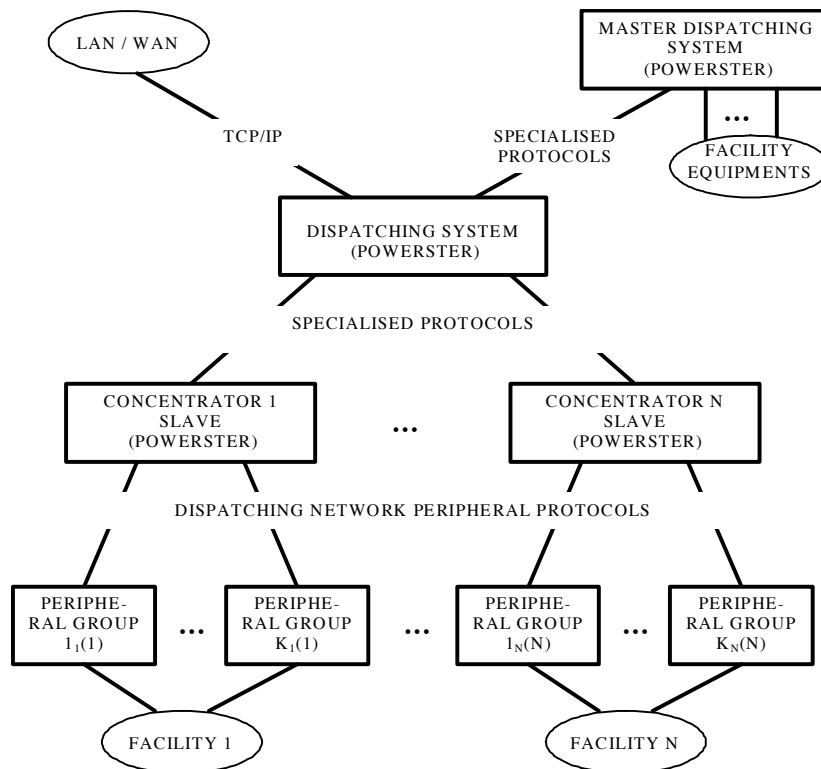 LAN / WAN
MASTER DISPATCHING
SYSTEM
(POWERSTER)
...
FACILITY
EQUIPMENTS
TCP/IP
SPECIALISED
PROTOCOLS
DISPATCHING SYSTEM
(POWERSTER)
SPECIALISED PROTOCOLS
CONCENTRATOR 1
SLAVE
(POWERSTER)
...
CONCENTRATOR N
SLAVE
(POWERSTER)
DISPATCHING NETWORK PERIPHERAL PROTOCOLS
PERIPHE-
RAL GROUP
1₁(1)
...
PERIPHE-
RAL GROUP
K₁(1)
...
PERIPHE-
RAL GROUP
1_N(N)
...
PERIPHE-
RAL GROUP
K_N(N)
FACILITY 1
FACILITY N